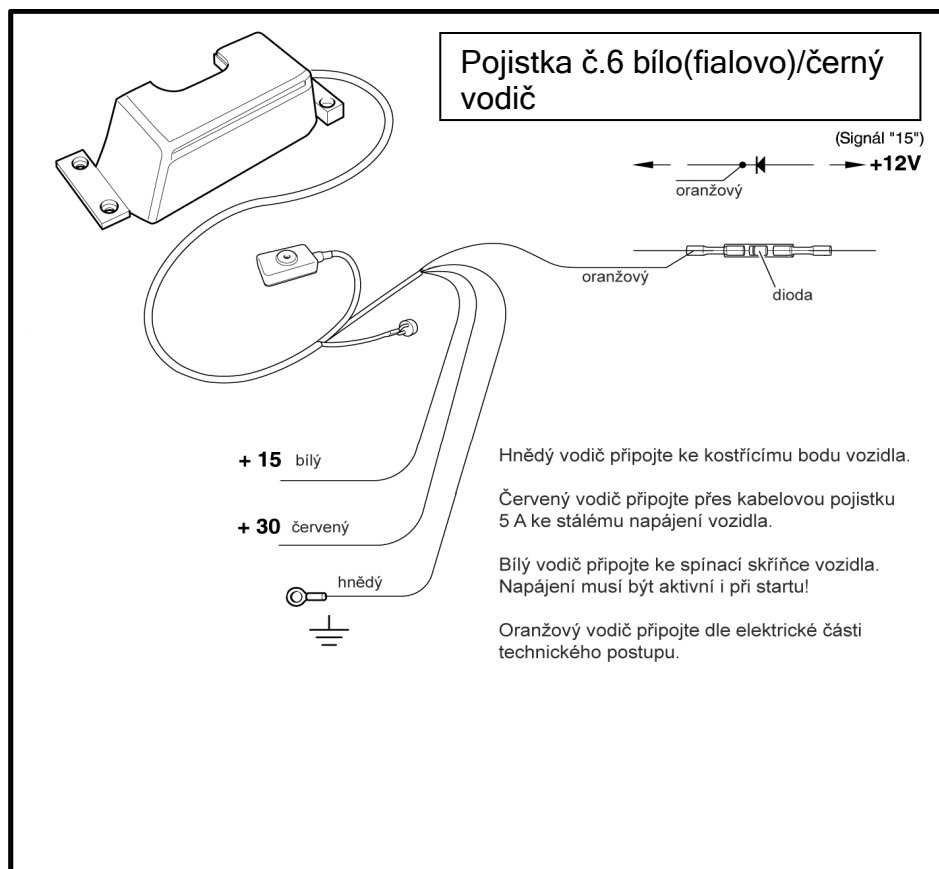 Pojistka č.6 bílo(fialovo)/černý
vodič
(Signál "15")
+12V
oranžový
oranžový
dioda
+ 15 bílý
+ 30 červený
hnědý
Hnědý vodič připojte ke kostřícímu bodu vozidla.
Červený vodič připojte přes kabelovou pojistku
5 A ke stálému napájení vozidla.
Bílý vodič připojte ke spínací skříňce vozidla.
Napájení musí být aktivní i při startu!
Oranžový vodič připojte dle elektrické části
technického postupu.